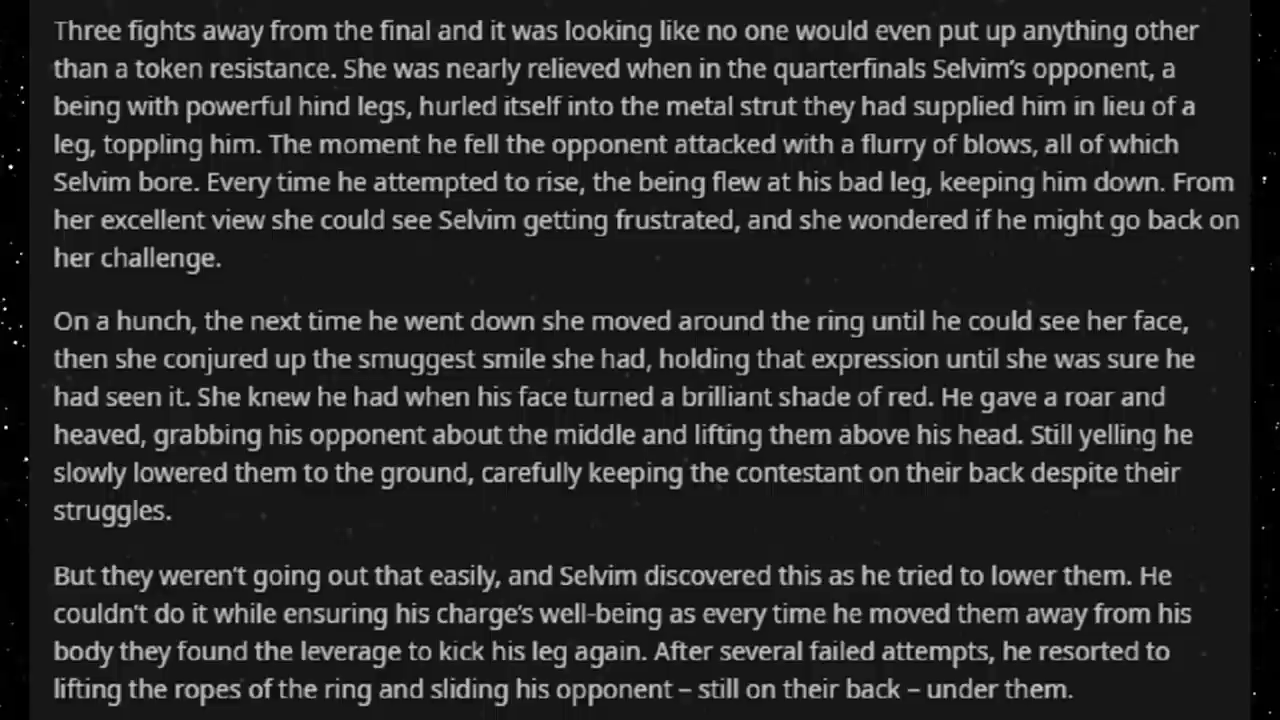 Three fights away from the final and it was looking like no one would even put up anything other
than a token resistance. She was nearly relieved when in the quarterfinals Selvim's opponent, a
being with powerful hind legs, hurled itself into the metal strut they had supplied him in lieu of a
leg, toppling him. The moment he fell the opponent attacked with a flurry of blows, all of which
Selvim bore. Every time he attempted to rise, the being flew at his bad leg, keeping him down. From
her excellent view she could see Selvim getting frustrated, and she wondered if he might go back on
her challenge.
On a hunch, the next time he went down she moved around the ring until he could see her face,
then she conjured up the smuggest smile she had, holding that expression until she was sure he
had seen it. She knew he had when his face turned a brilliant shade of red. He gave a roar and
heaved, grabbing his opponent about the middle and lifting them above his head. Still yelling he
slowly lowered them to the ground, carefully keeping the contestant on their back despite their
struggles.
But they weren't going out that easily, and Selvim discovered this as he tried to lower them. He
couldn't do it while ensuring his charge's well-being as every time he moved them away from his
body they found the leverage to kick his leg again. After several failed attempts, he resorted to
lifting the ropes of the ring and sliding his opponent – still on their back – under them.